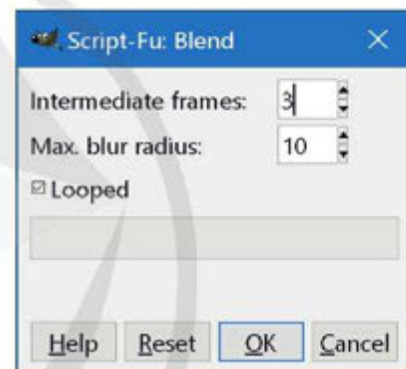 Script-Fu: Blend
Intermediate frames: 3
Max. blur radius: 10
Looped
Help Reset OK Cancel